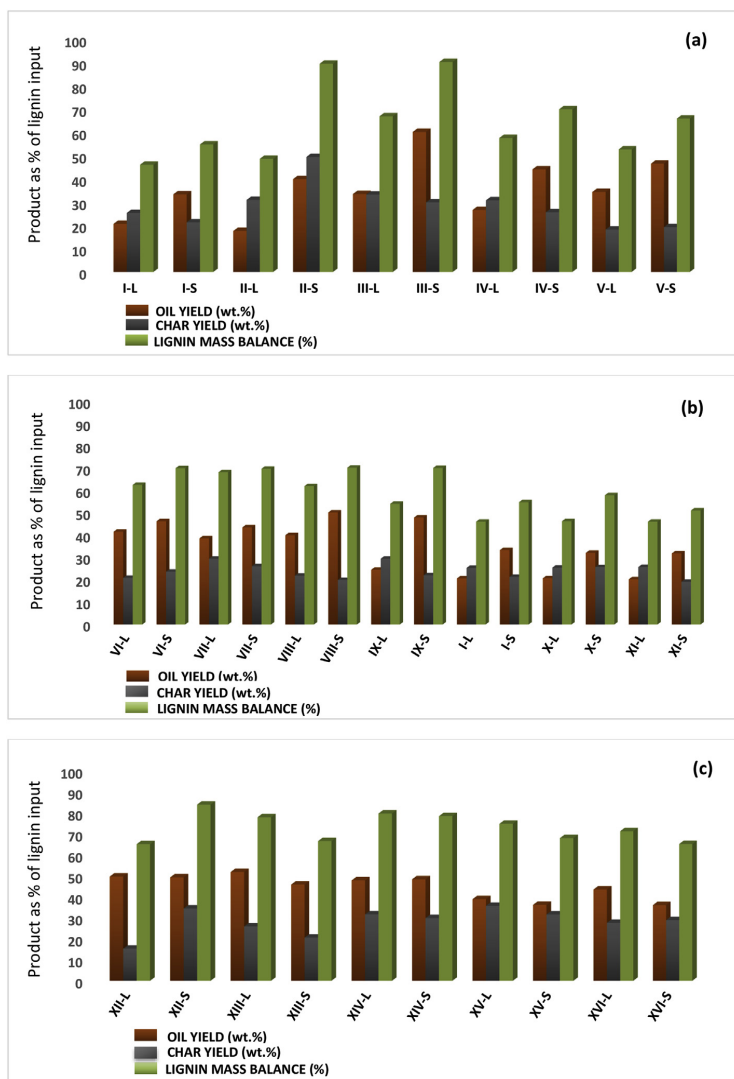 (a)
Product as % of lignin input
100
90
80
70
60
50
40
30
20
10
0
I-L I-S II-L II-S III-L III-S IV-L IV-S V-L V-S
OIL YIELD (wt.%)
CHAR YIELD (wt.%)
LIGNIN MASS BALANCE (%)
(b)
Product as % of lignin input
100
90
80
70
60
50
40
30
20
10
0
VI-L VI-S VII-L VII-S VIII-L VIII-S IX-L IX-S I-L I-S X-L X-S XI-L XI-S
OIL YIELD (wt.%)
CHAR YIELD (wt.%)
LIGNIN MASS BALANCE (%)
(c)
Product as % of lignin input
100
90
80
70
60
50
40
30
20
10
0
XII-L XII-S XIII-L XIII-S XIV-L XIV-S XV-L XV-S XVI-L XVI-S
OIL YIELD (wt.%)
CHAR YIELD (wt.%)
LIGNIN MASS BALANCE (%)